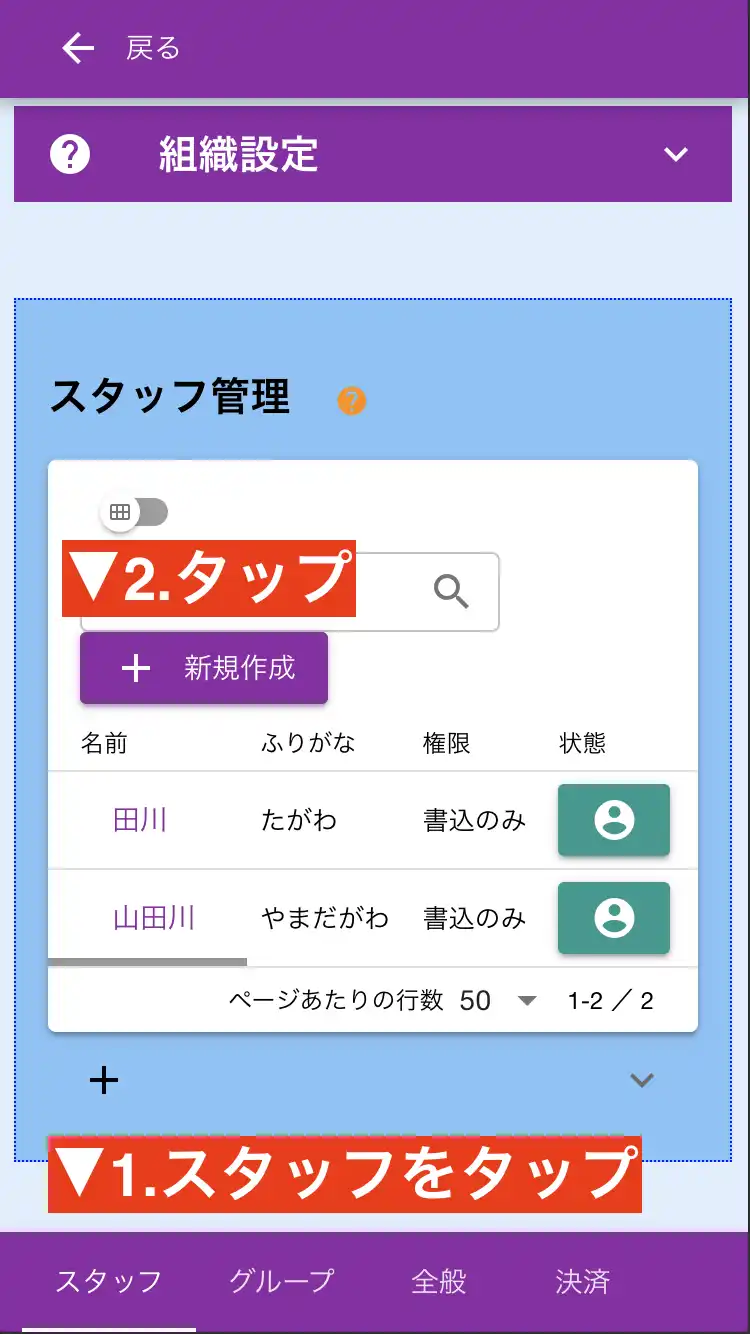 戻る
組織設定
スタッフ管理
▼2.タップ
新規作成
名前 ふりがな 権限 状態
田川 たがわ 書込のみ
山田川 やまだがわ 書込のみ
ページあたりの行数 50 1-2 / 2
▼1.スタッフをタップ
スタッフ グループ 全般 決済